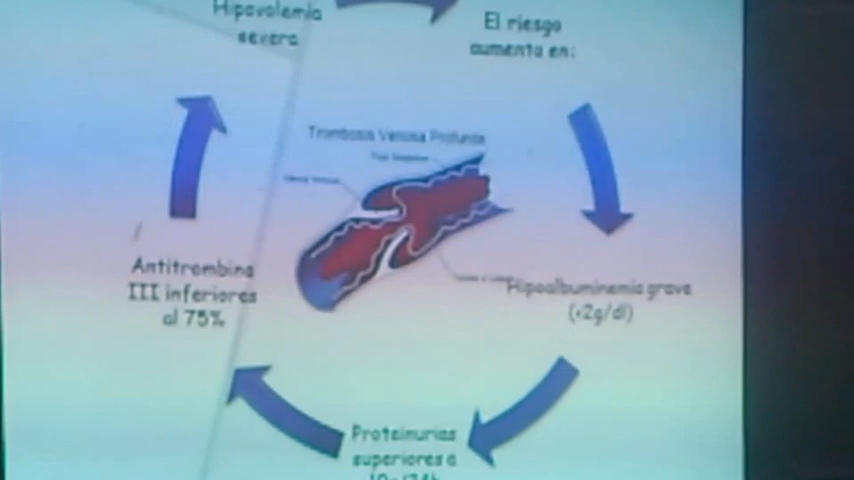 Hipovolemia
severa
El riesgo
aumenta en:
Trombosis Venosa Profunda
Hipoalbuminemia grave
(<2g/dl)
Antitrombina
III inferiores
al 75%
Proteinurias
superiores a
10g/24h